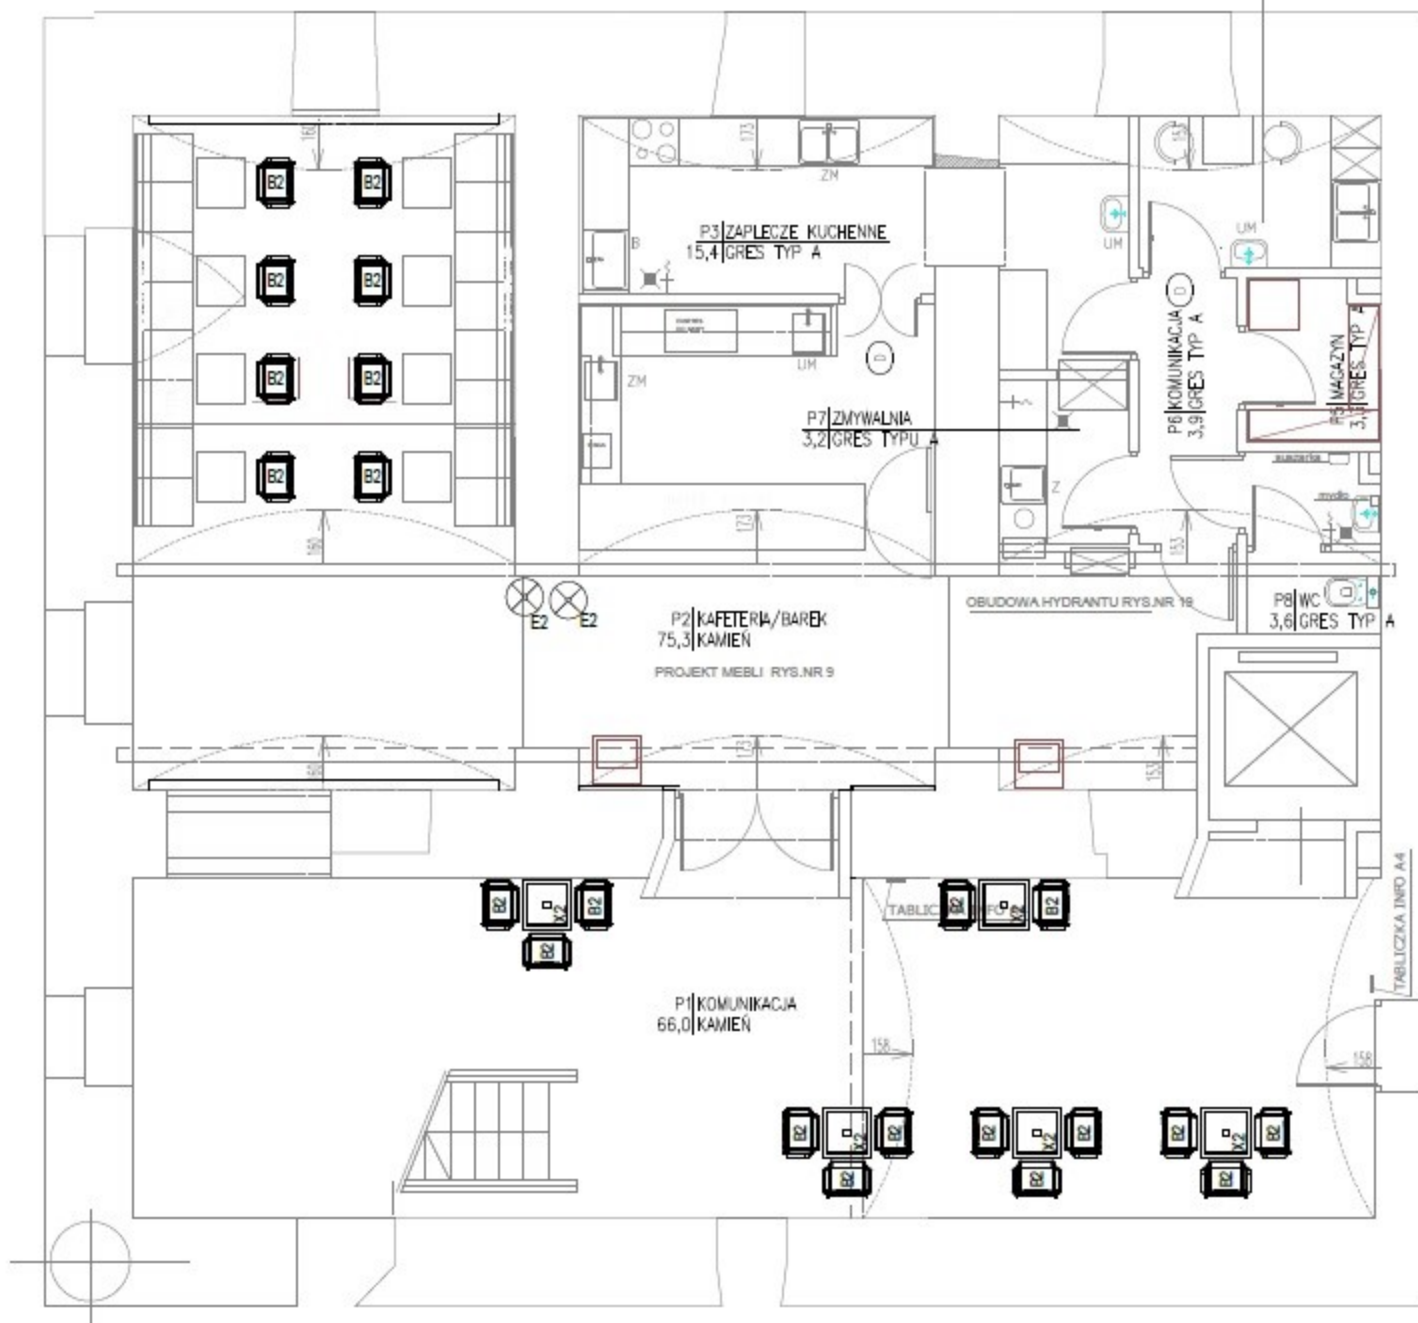 160
173
153
B2 B2
ZM
P3 ZAPLECZE KUCHENNE
15,4 GRES TYP A
B
UM
UM
B2 B2
D
D
P6 KOMUNIKACJA
3,9 GRES TYP A
P5 MAGAZYN
GRES TYP A
UM
ZM
B2 B2
P7 ZMYWALNIA
3,2 GRES TYPU A
B2 B2
suszarka
Z
mydło
160
173
153
E2 E2
P2 KAFETERIA/BAREK
75,3 KAMIEŃ
OBUDOWA HYDRANTU RYS.NR 19
P8 WC
3,6 GRES TYP A
PROJEKT MEBLI RYS.NR 9
160
173
153
B2 X2 B2
B2
B2 X2 B2
TABLICZKA INFO A4
P1 KOMUNIKACJA
66,0 KAMIEŃ
158
158
B2 X2 B2
B2
B2 X2 B2
B2
B2 X2 B2
B2